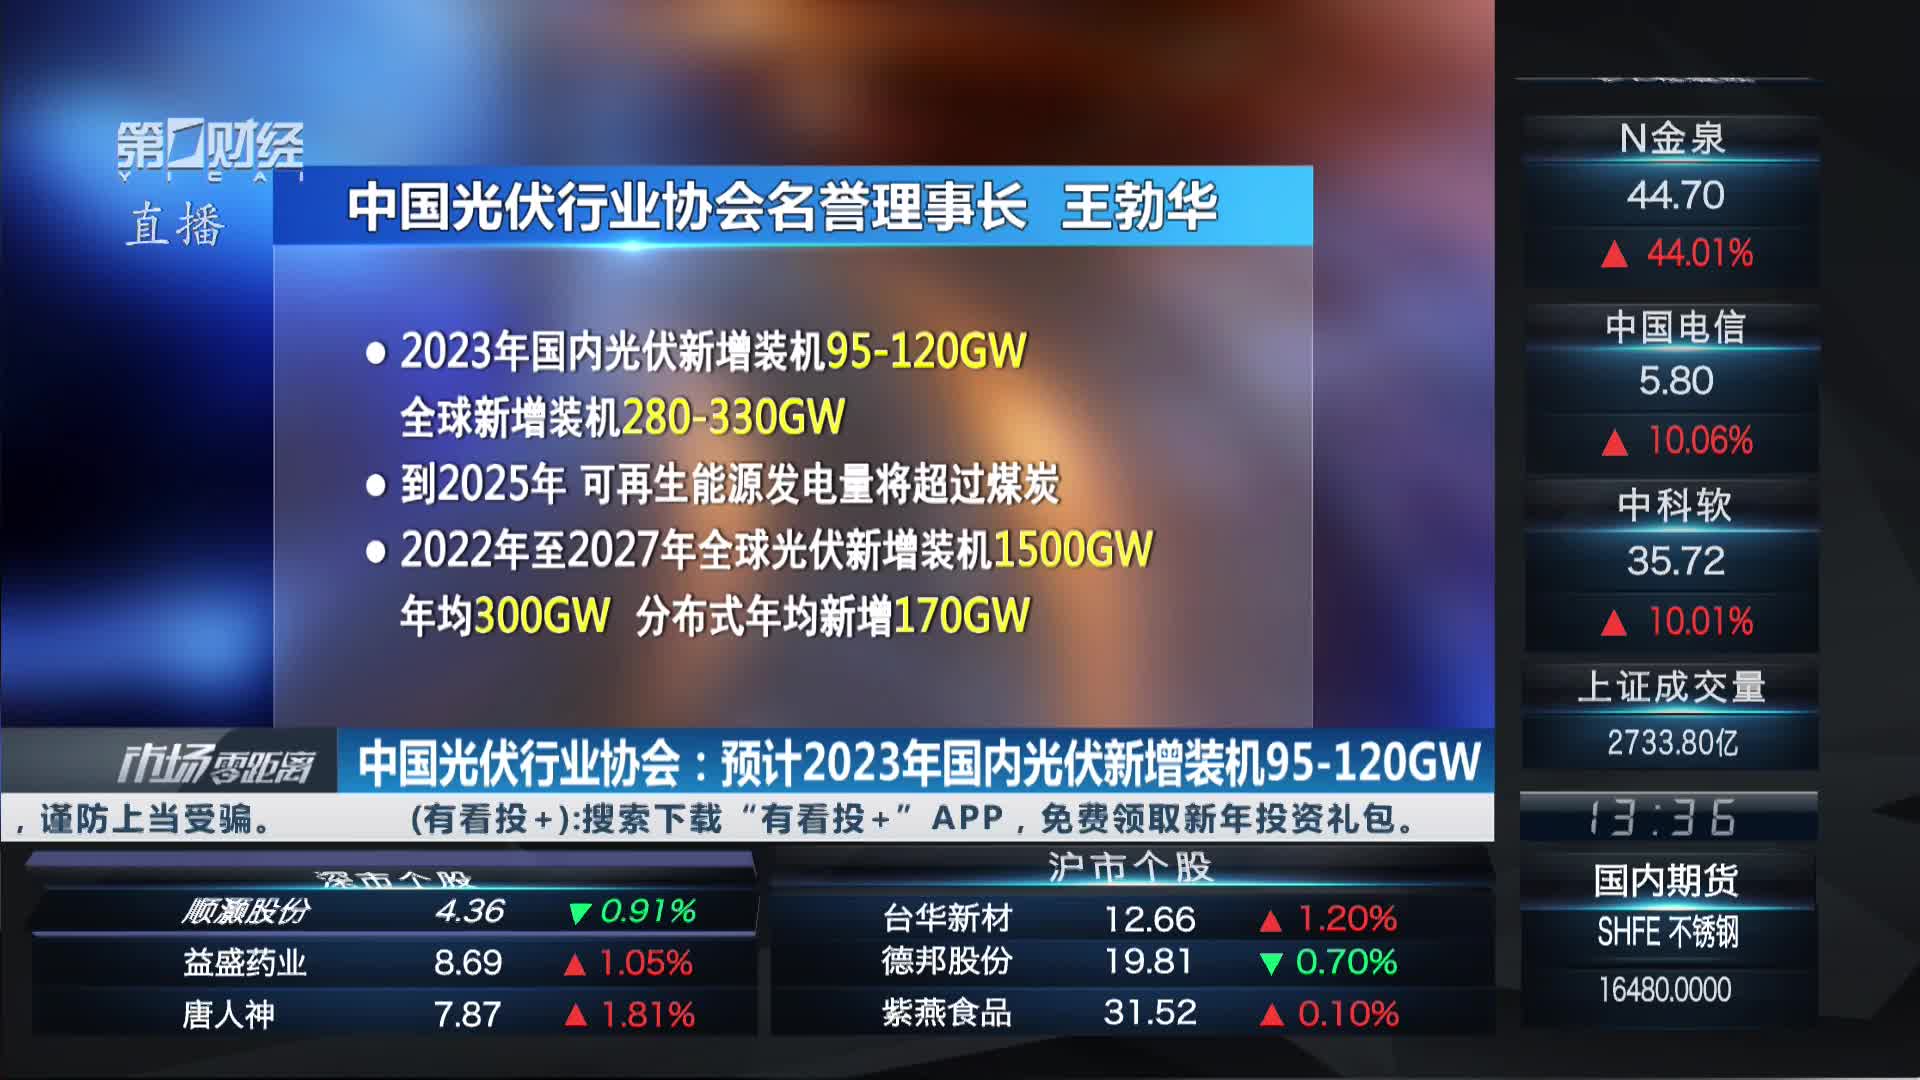 第一财经
YICAI
直播
中国光伏行业协会名誉理事长 王勃华
● 2023年国内光伏新增装机95-120GW
全球新增装机280-330GW
● 到2025年 可再生能源发电量将超过煤炭
● 2022年至2027年全球光伏新增装机1500GW
年均300GW 分布式年均新增170GW
市场零距离
中国光伏行业协会：预计2023年国内光伏新增装机95-120GW
，谨防上当受骗。 (有看投+):搜索下载“有看投+”APP，免费领取新年投资礼包。
深市个股
顺灏股份 4.36 ▼ 0.91%
益盛药业 8.69 ▲ 1.05%
唐人神 7.87 ▲ 1.81%
沪市个股
台华新材 12.66 ▲ 1.20%
德邦股份 19.81 ▼ 0.70%
紫燕食品 31.52 ▲ 0.10%
N金泉
44.70
▲ 44.01%
中国电信
5.80
▲ 10.06%
中科软
35.72
▲ 10.01%
上证成交量
2733.80亿
13:36
国内期货
SHFE 不锈钢
16480.0000